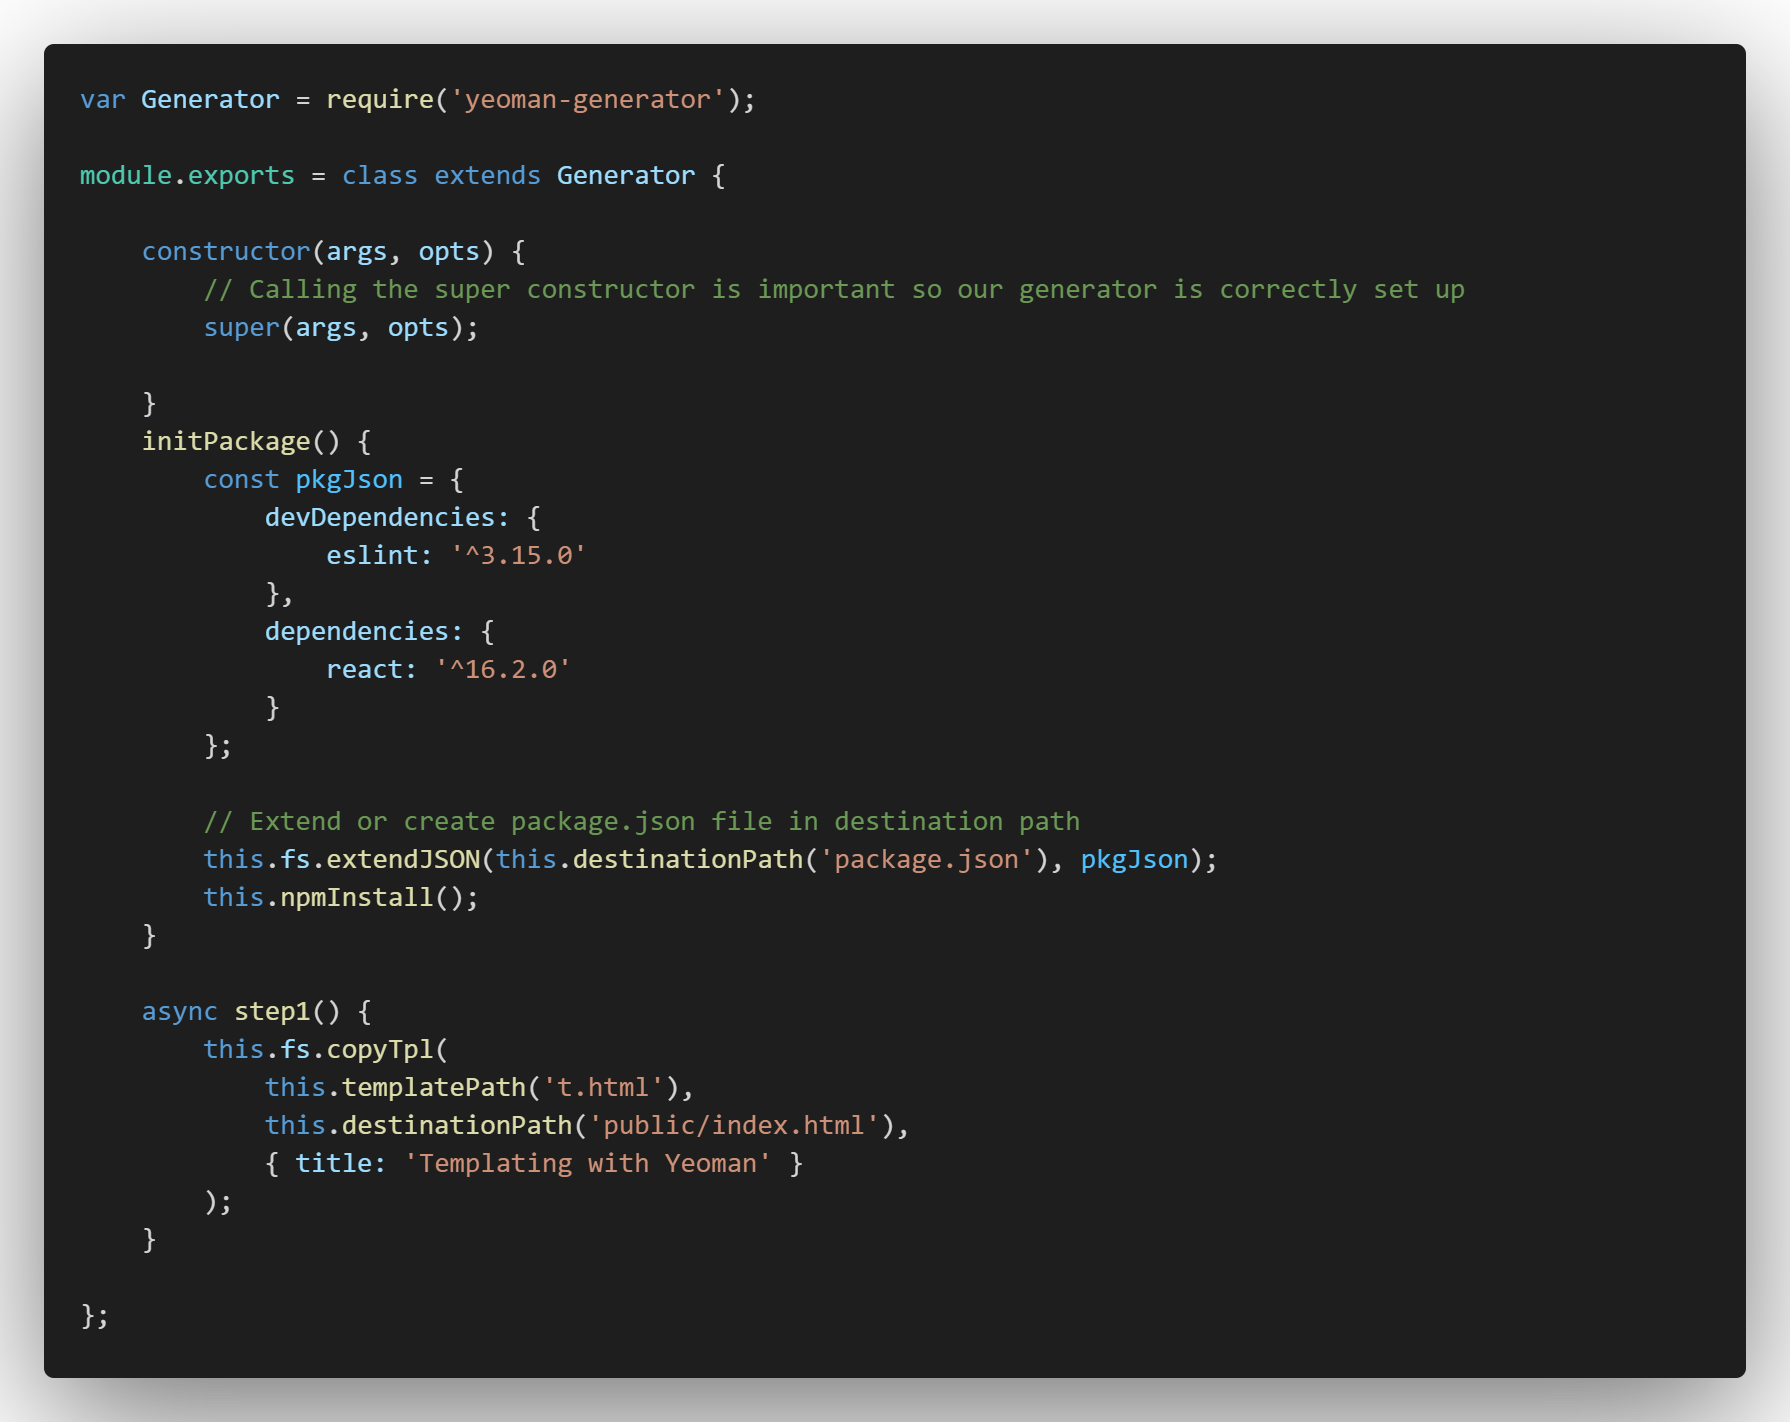 var Generator = require('yeoman-generator');
module.exports = class extends Generator {
constructor(args, opts) {
// Calling the super constructor is important so our generator is correctly set up
super(args, opts);
}
initPackage() {
const pkgJson = {
devDependencies: {
eslint: '^3.15.0'
},
dependencies: {
react: '^16.2.0'
}
};
// Extend or create package.json file in destination path
this.fs.extendJSON(this.destinationPath('package.json'), pkgJson);
this.npmInstall();
}
async step1() {
this.fs.copyTpl(
this.templatePath('t.html'),
this.destinationPath('public/index.html'),
{ title: 'Templating with Yeoman' }
);
}
};